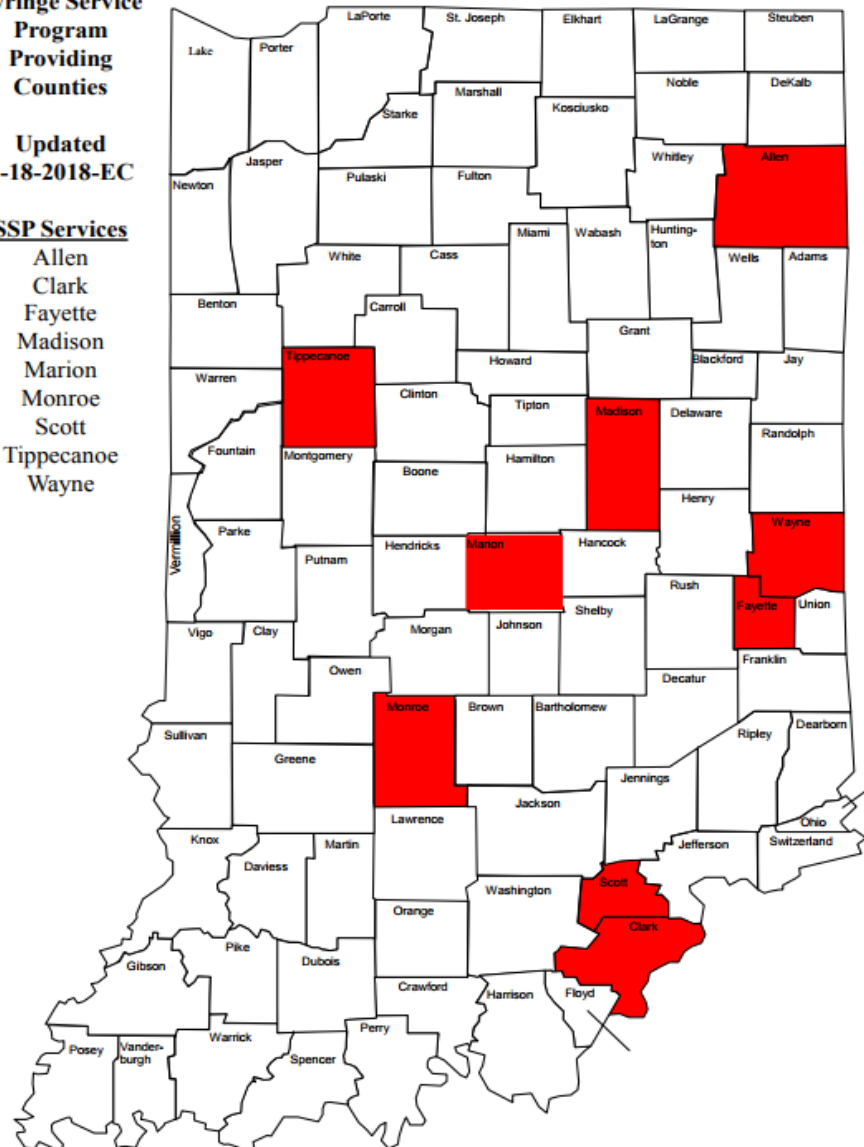 Program
Providing
Counties
Updated
-18-2018-EC
SSP Services
Allen
Clark
Fayette
Madison
Marion
Monroe
Scott
Tippecanoe
Wayne
LaPorte
St. Joseph
Elkhart
LaGrange
Steuben
Lake
Porter
Noble
DeKalb
Marshall
Kosciusko
Starke
Whitley
Allen
Jasper
Newton
Pulaski
Fulton
Miami
Wabash
Hunting-
ton
White
Cass
Wells
Adams
Benton
Carroll
Grant
Tippecanoe
Howard
Blackford
Jay
Warren
Clinton
Tipton
Madison
Delaware
Randolph
Fountain
Montgomery
Boone
Hamilton
Henry
Vermillion
Parke
Wayne
Putnam
Hendricks
Marion
Hancock
Rush
Fayette
Union
Shelby
Vigo
Clay
Morgan
Johnson
Franklin
Owen
Decatur
Monroe
Brown
Bartholomew
Dearborn
Ripley
Sullivan
Greene
Jennings
Jackson
Lawrence
Ohio
Switzerland
Knox
Martin
Jefferson
Daviess
Washington
Scott
Orange
Clark
Pike
Dubois
Gibson
Crawford
Harrison
Floyd
Perry
Warrick
Posey
Vander-
burgh
Spencer